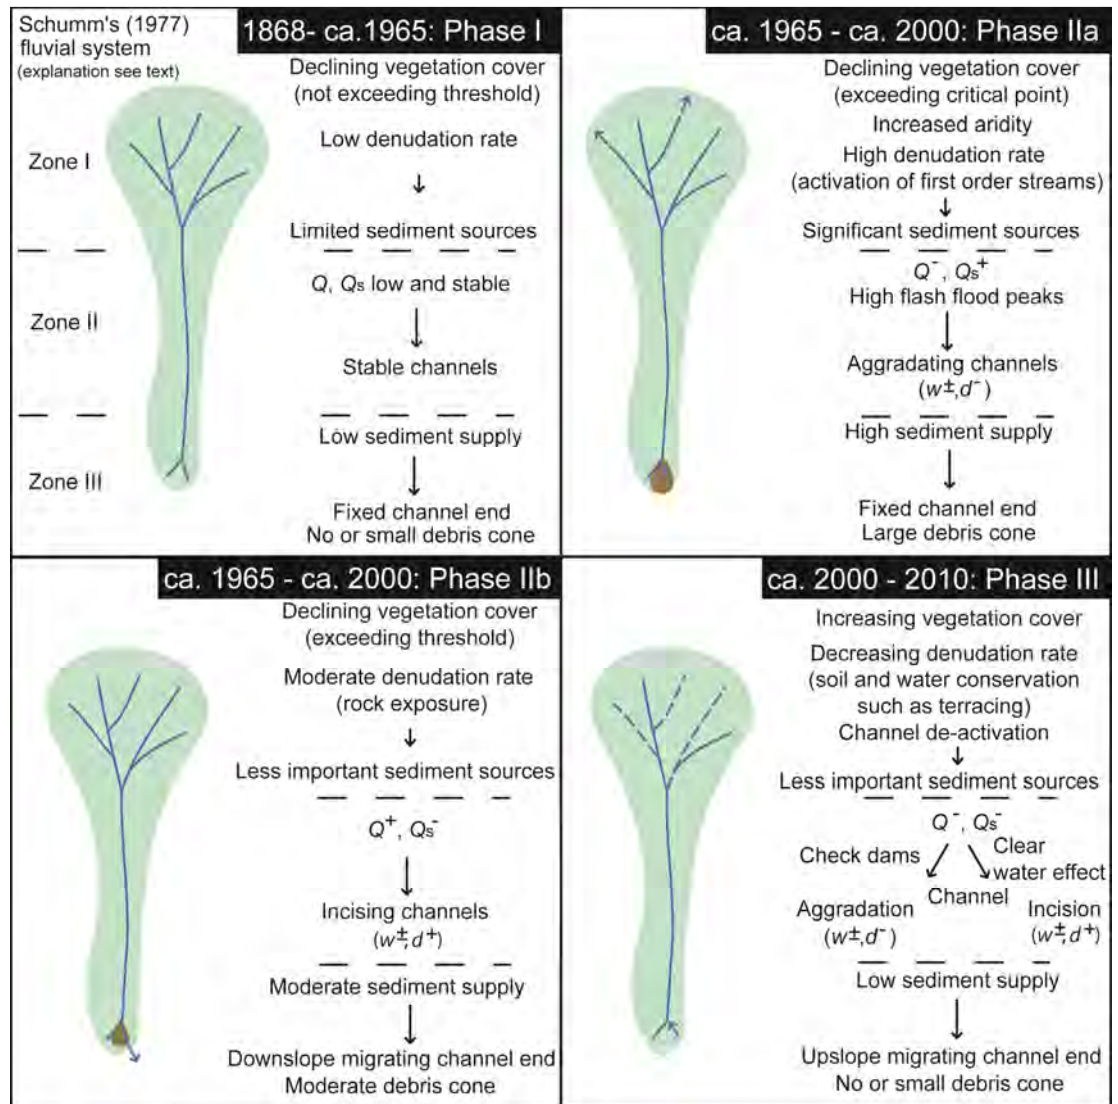 Schumm's (1977)
fluvial system
(explanation see text)
Zone I
Zone II
Zone III
1868- ca.1965: Phase I
Declining vegetation cover
(not exceeding threshold)
Low denudation rate
Limited sediment sources
Q, Qs low and stable
Stable channels
Low sediment supply
Fixed channel end
No or small debris cone
ca. 1965 - ca. 2000: Phase IIa
Declining vegetation cover
(exceeding critical point)
Increased aridity
High denudation rate
(activation of first order streams)
Significant sediment sources
Q⁻, Qs⁺
High flash flood peaks
Aggradating channels
(w±,d⁻)
High sediment supply
Fixed channel end
Large debris cone
ca. 1965 - ca. 2000: Phase IIb
Declining vegetation cover
(exceeding threshold)
Moderate denudation rate
(rock exposure)
Less important sediment sources
Q⁺, Qs⁻
Incising channels
(w±,d⁺)
Moderate sediment supply
Downslope migrating channel end
Moderate debris cone
ca. 2000 - 2010: Phase III
Increasing vegetation cover
Decreasing denudation rate
(soil and water conservation
such as terracing)
Channel de-activation
Less important sediment sources
Q⁻, Qs⁻
Check dams
Clear
water effect
Channel
Aggradation
(w±,d⁻)
Incision
(w±,d⁺)
Low sediment supply
Upslope migrating channel end
No or small debris cone